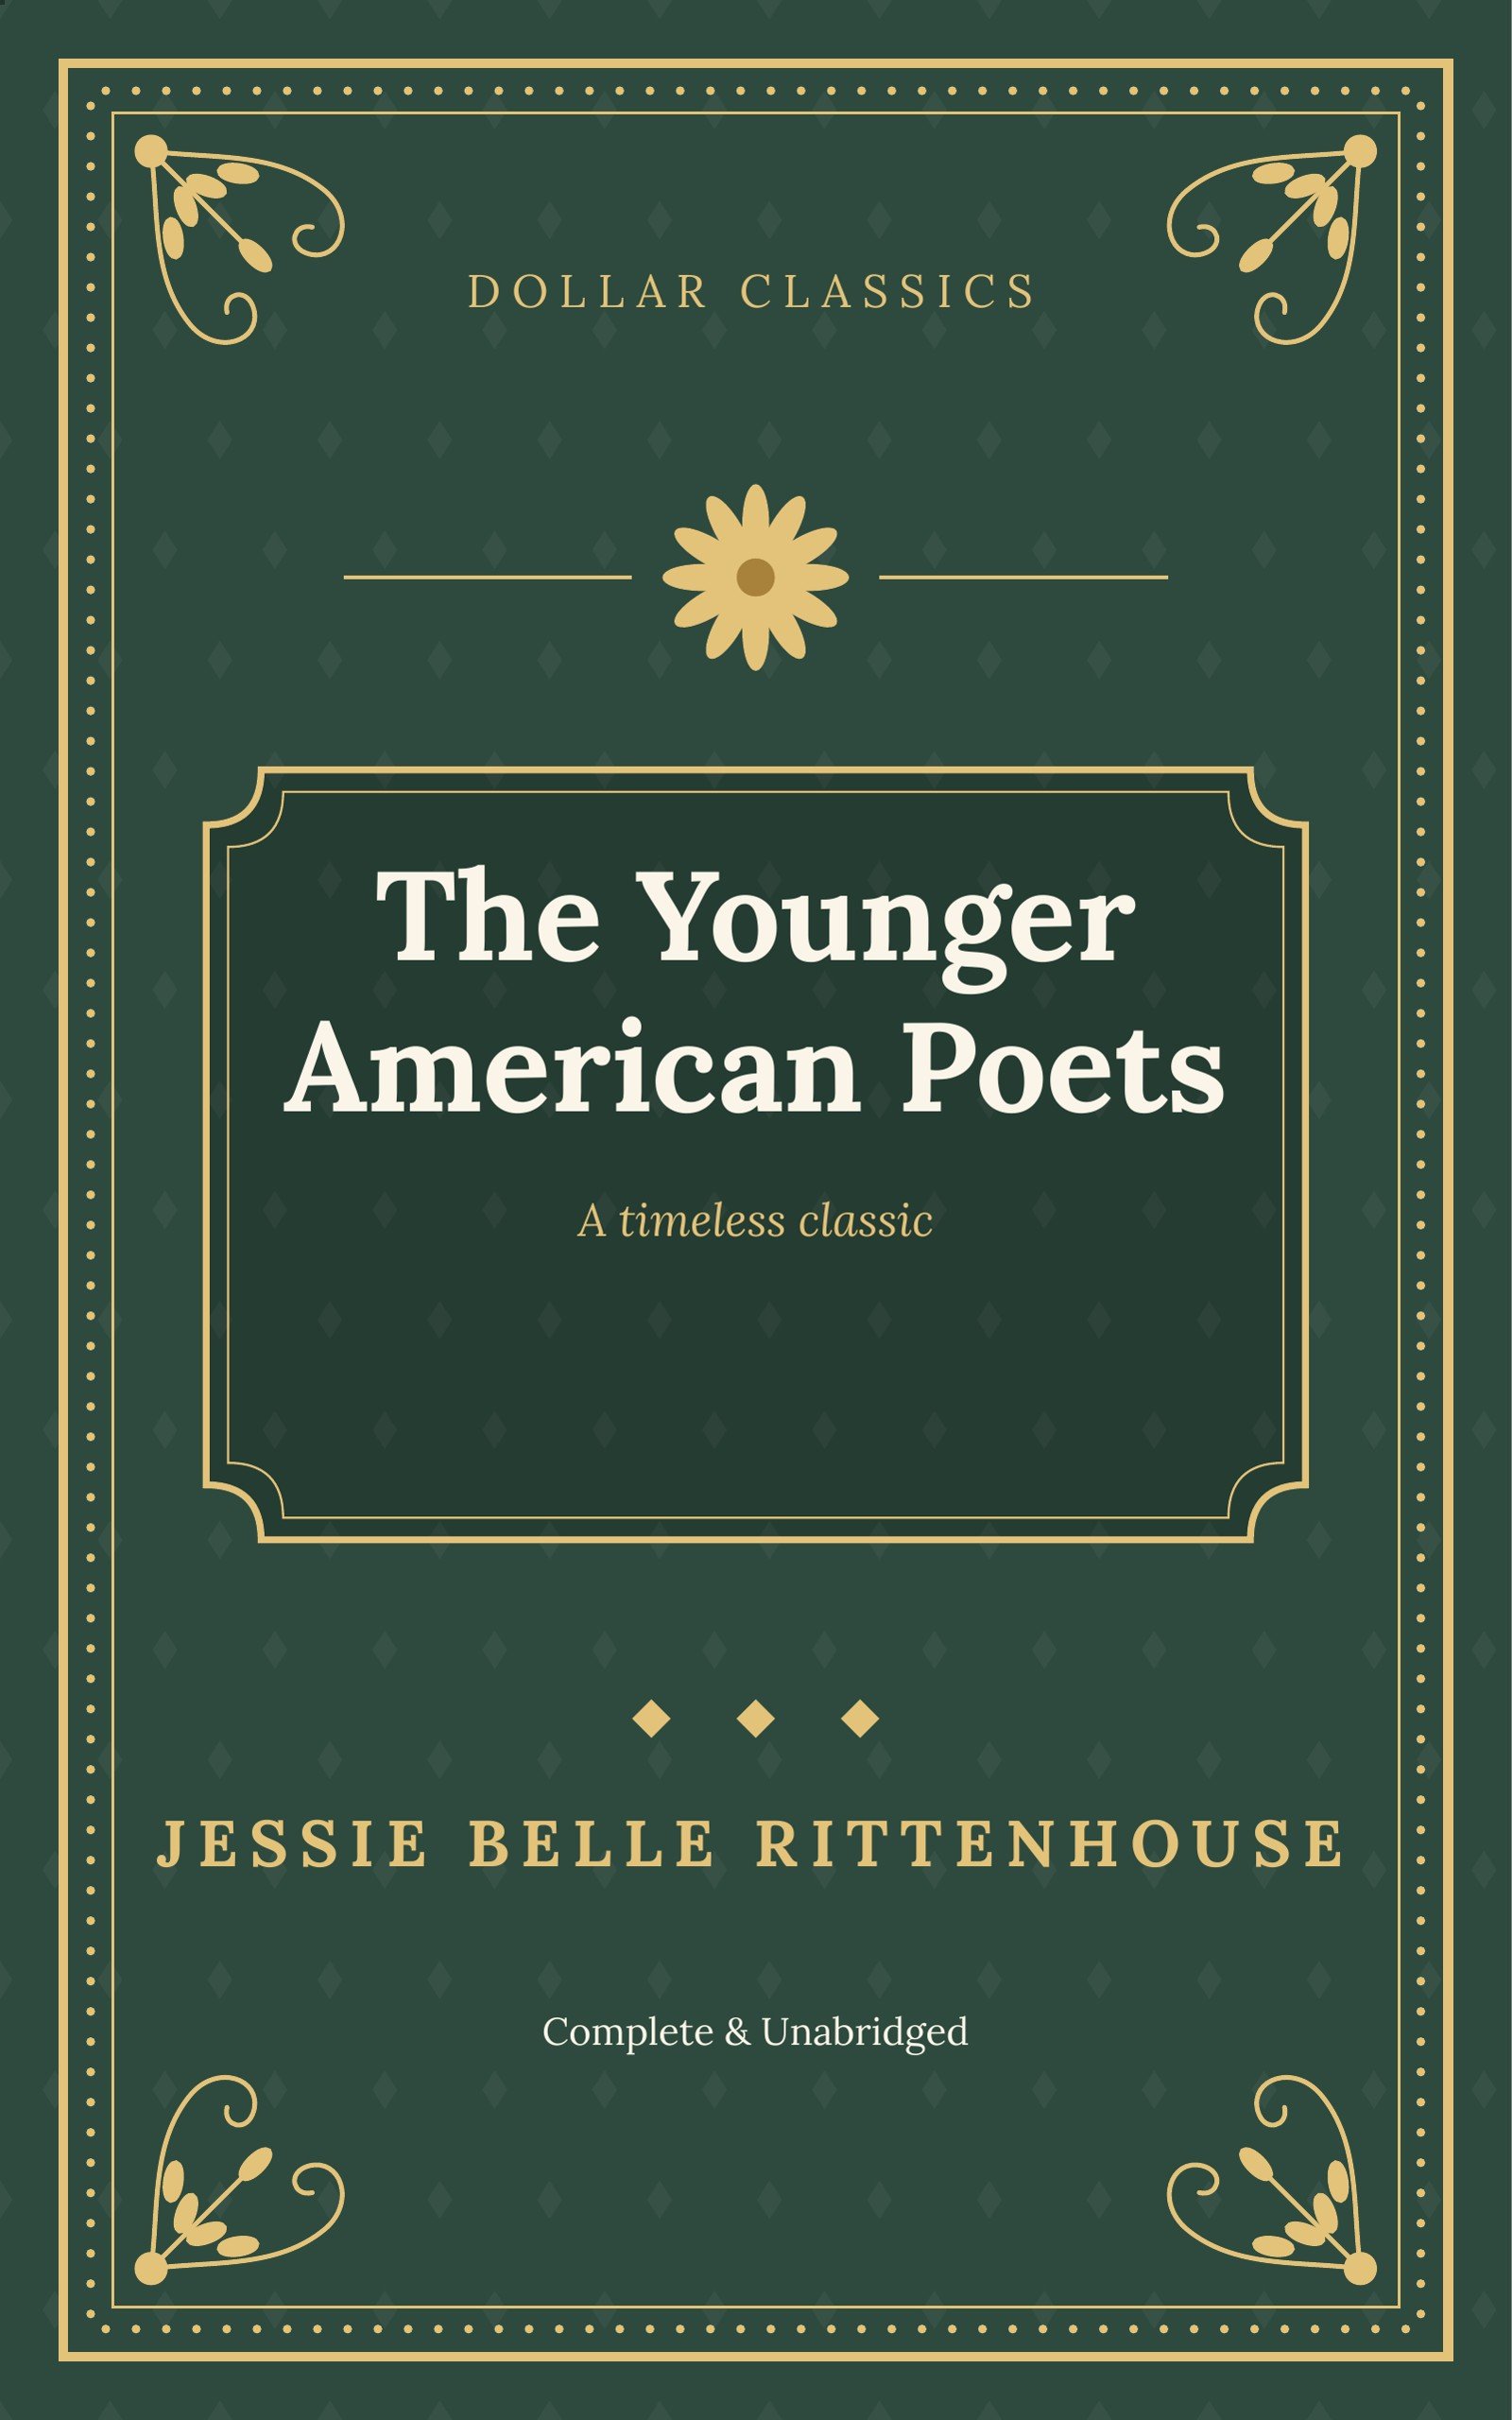 DOLLAR CLASSICS
The Younger
American Poets
A timeless classic
JESSIE BELLE RITTENHOUSE
Complete & Unabridged